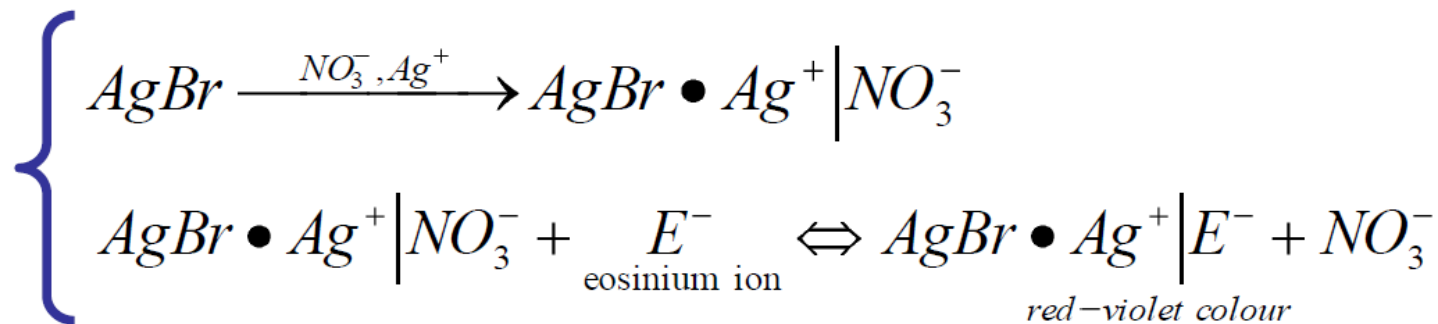 AgBr —NO₃⁻, Ag⁺→ AgBr • Ag⁺|NO₃⁻
AgBr • Ag⁺|NO₃⁻ + E⁻ ⇔ AgBr • Ag⁺|E⁻ + NO₃⁻
eosinium ion
red−violet colour